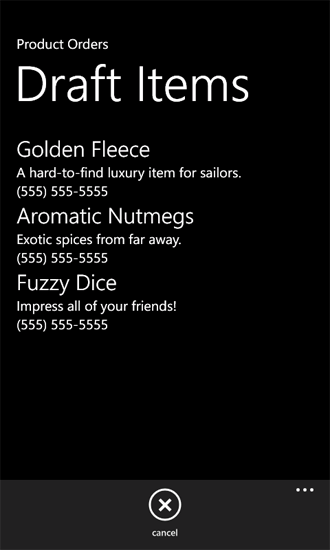 Product Orders
Draft Items
Golden Fleece
A hard-to-find luxury item for sailors.
(555) 555-5555
Aromatic Nutmegs
Exotic spices from far away.
(555) 555-5555
Fuzzy Dice
Impress all of your friends!
(555) 555-5555
cancel